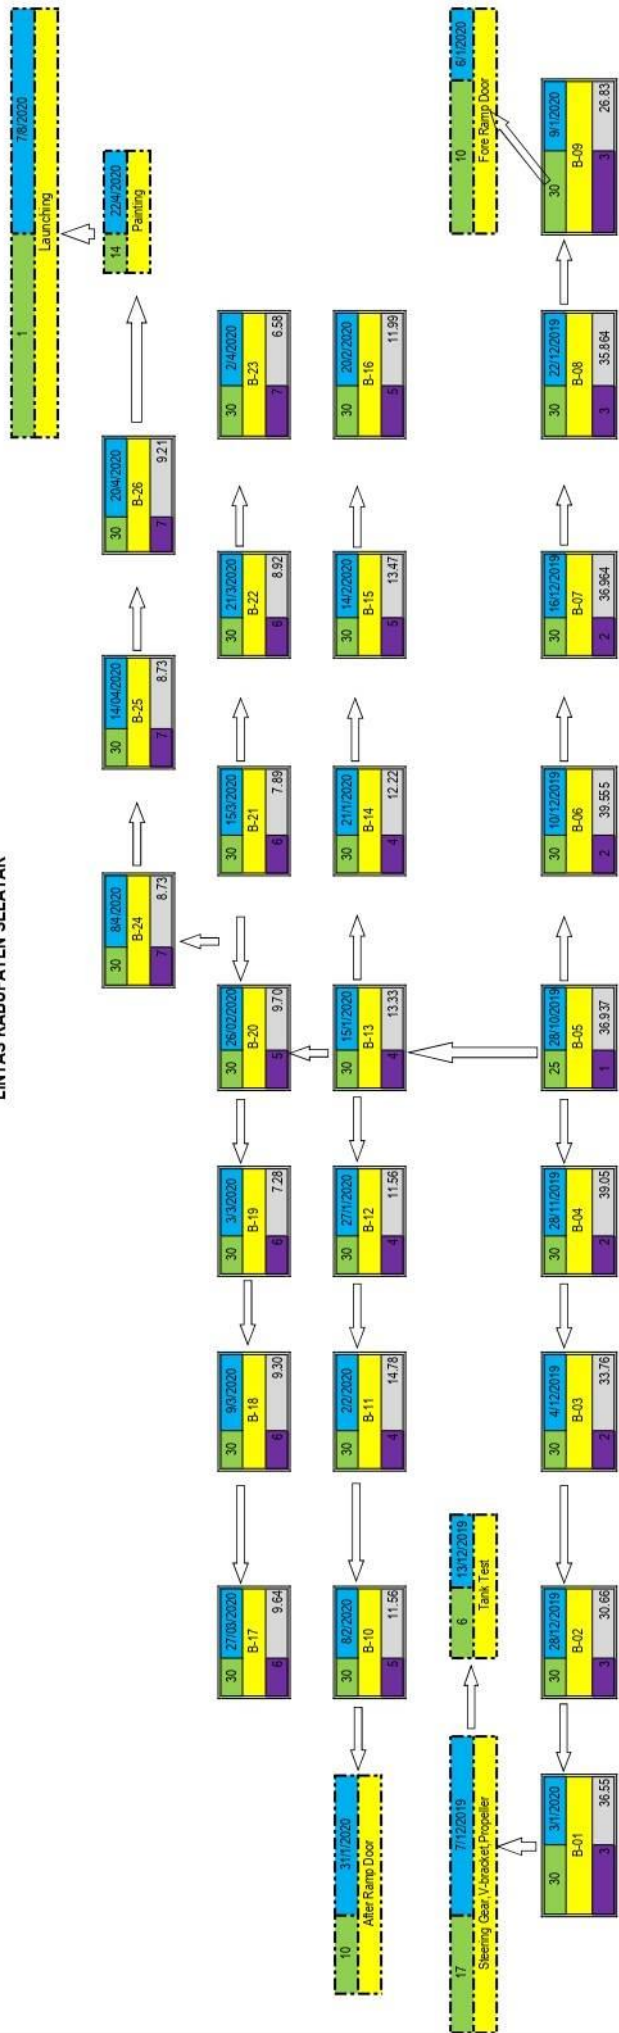 LINTAS KABUPATEN SELAYAR
1 7/8/2020
Launching
30 8/4/2020
B-24
7 8.73
30 14/04/2020
B-25
7 8.73
30 20/4/2020
B-26
7 9.21
14 22/4/2020
Painting
30 27/03/2020
B-17
6 9.64
30 9/3/2020
B-18
6 9.30
30 3/3/2020
B-19
6 7.28
30 26/02/2020
B-20
5 9.70
30 15/3/2020
B-21
6 7.89
30 21/3/2020
B-22
6 8.92
30 2/4/2020
B-23
7 6.58
10 31/1/2020
After Ramp Door
30 8/2/2020
B-10
5 11.56
30 2/2/2020
B-11
4 14.78
30 27/1/2020
B-12
4 11.56
30 15/1/2020
B-13
4 13.33
30 21/1/2020
B-14
4 12.22
30 14/2/2020
B-15
5 13.47
30 20/2/2020
B-16
5 11.99
17 7/12/2019
Steering Gear,V-bracket,Propeller
6 13/12/2019
Tank Test
10 6/1/2020
Fore Ramp Door
30 3/1/2020
B-01
3 36.55
30 28/12/2019
B-02
3 30.66
30 4/12/2019
B-03
2 33.76
30 28/11/2019
B-04
2 39.05
25 28/10/2019
B-05
1 36.937
30 10/12/2019
B-06
2 39.555
30 16/12/2019
B-07
2 36.964
30 22/12/2019
B-08
3 35.864
30 9/1/2020
B-09
3 26.83